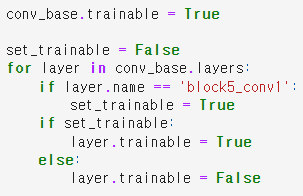 conv_base.trainable = True

set_trainable = False
for layer in conv_base.layers:
    if layer.name == 'block5_conv1':
        set_trainable = True
    if set_trainable:
        layer.trainable = True
    else:
        layer.trainable = False